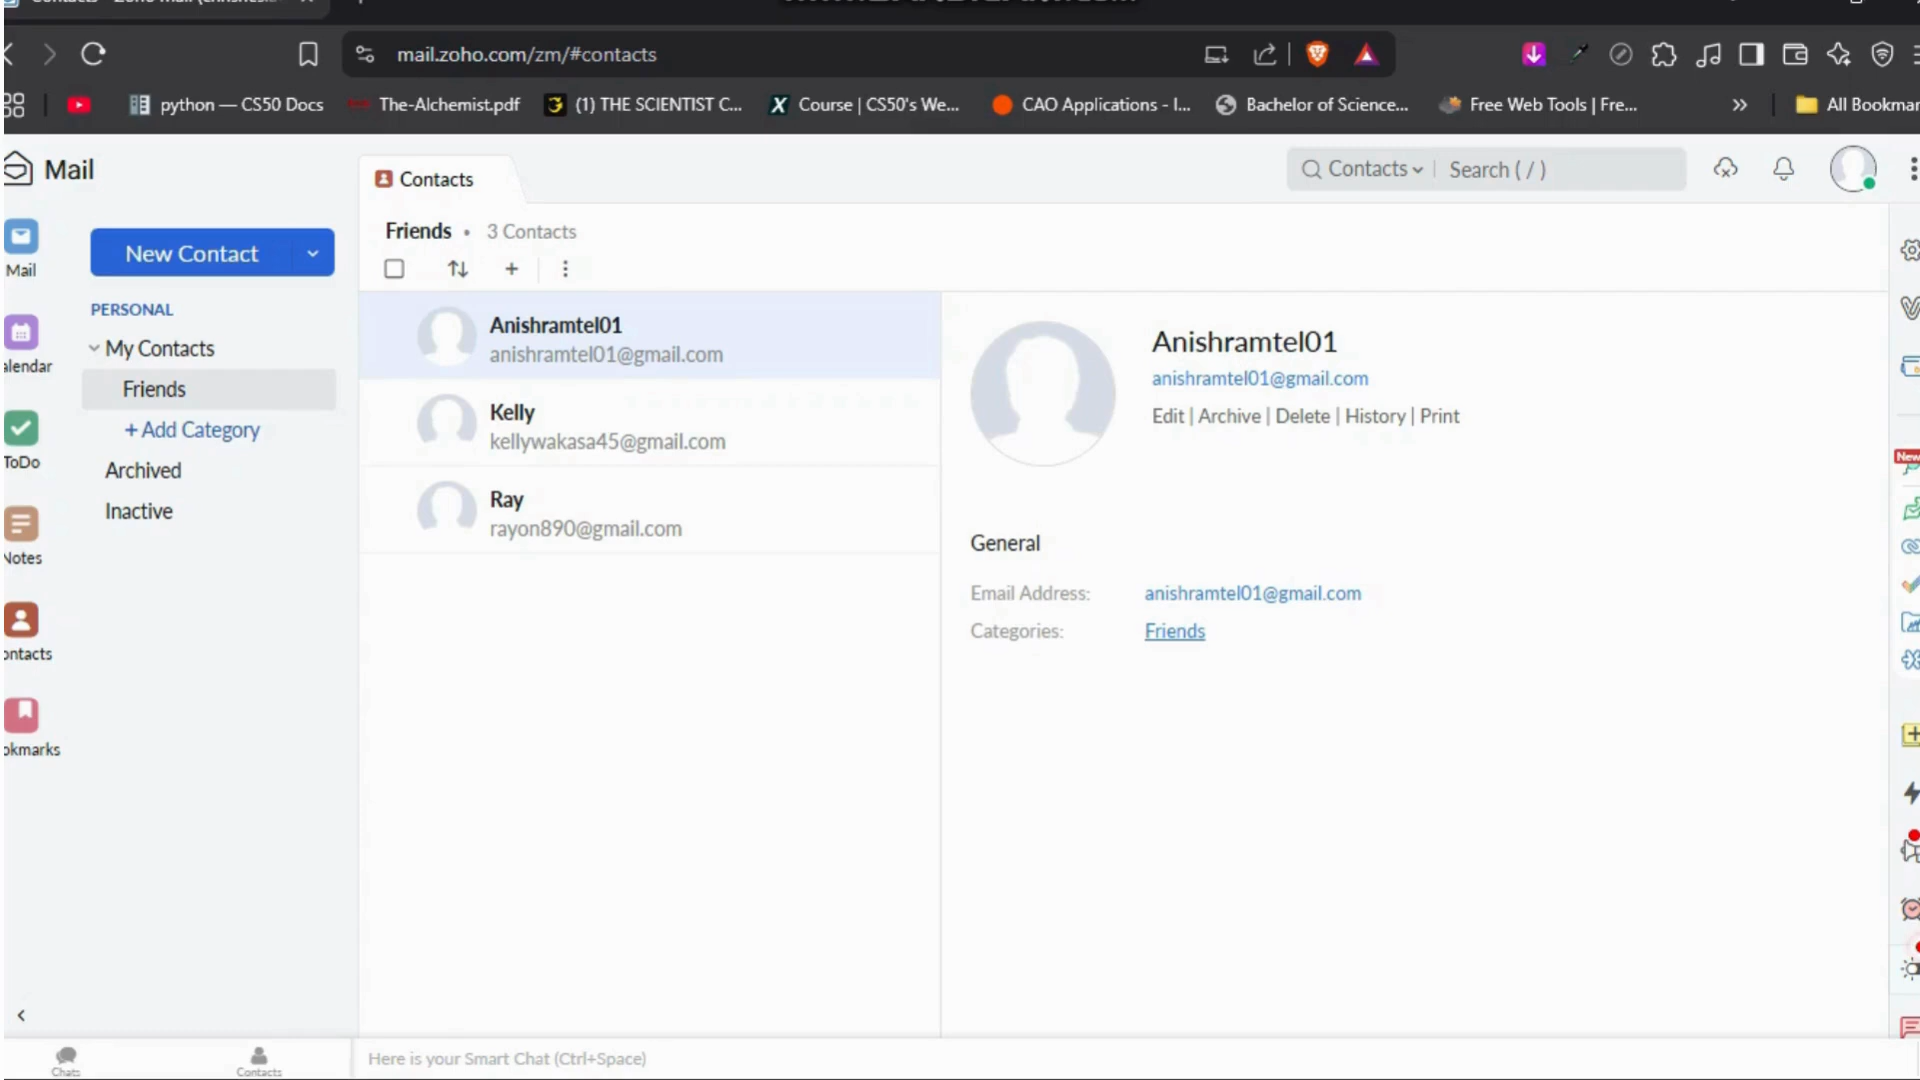 mail.zoho.com/zm/#contacts
python — CS50 Docs
The-Alchemist.pdf
(1) THE SCIENTIST C...
Course | CS50's We...
CAO Applications - I...
Bachelor of Science...
Free Web Tools | Fre...
All Bookmar
Mail
Contacts
Contacts
Search ( / )
Mail
alendar
ToDo
Notes
ontacts
okmarks
New Contact
PERSONAL
My Contacts
Friends
+ Add Category
Archived
Inactive
Friends • 3 Contacts
Anishramtel01
anishramtel01@gmail.com
Kelly
kellywakasa45@gmail.com
Ray
rayon890@gmail.com
Anishramtel01
anishramtel01@gmail.com
Edit | Archive | Delete | History | Print
General
Email Address: anishramtel01@gmail.com
Categories: Friends
New
Chats
Contacts
Here is your Smart Chat (Ctrl+Space)